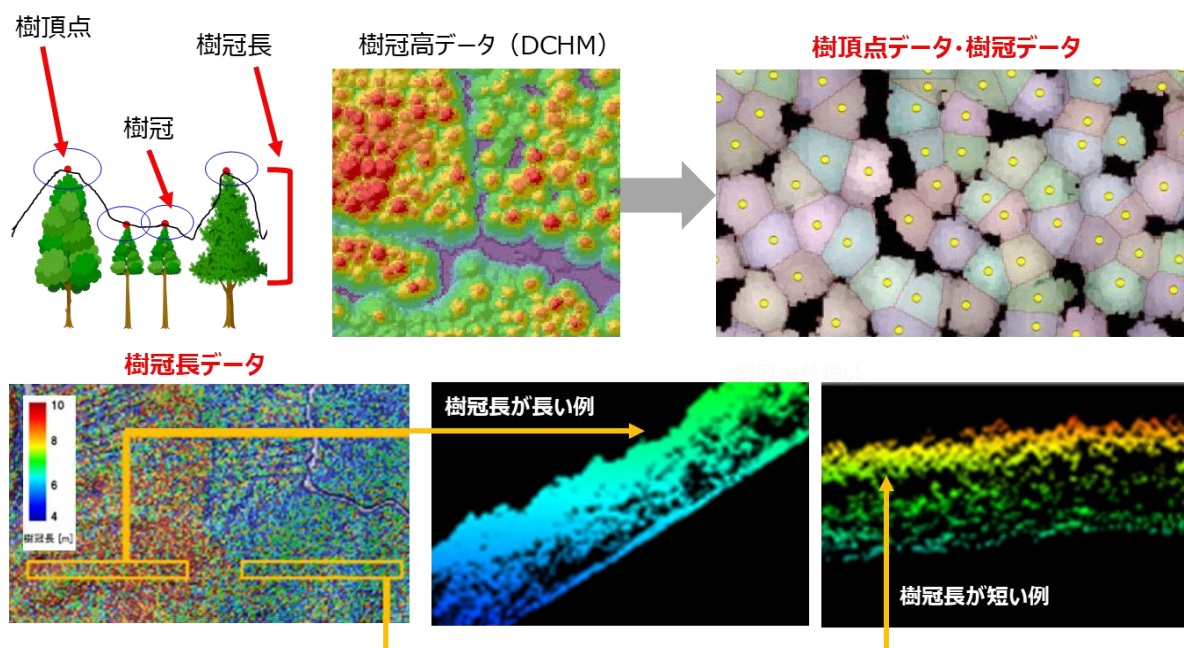 樹頂点
樹冠長
樹冠
樹冠高データ（DCHM）
樹頂点データ・樹冠データ
樹冠長データ
10
8
6
4
樹冠長 [m]
樹冠長が長い例
樹冠長が短い例